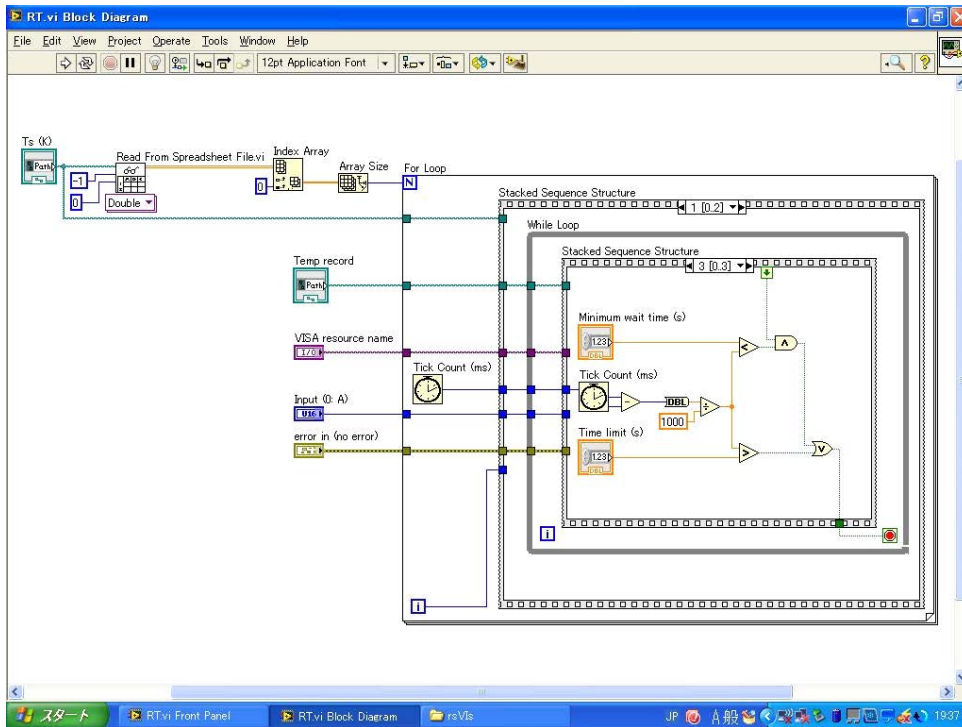 RT.vi Block Diagram
File Edit View Project Operate Tools Window Help
12pt Application Font
Ts (K)
Path
Read From Spreadsheet File.vi
Index Array
Array Size
For Loop
-1
0
Double
0
N
Stacked Sequence Structure
1 [0..2]
While Loop
Stacked Sequence Structure
3 [0..3]
Temp record
Path
Minimum wait time (s)
1.23
DBL
VISA resource name
I/O
Tick Count (ms)
Tick Count (ms)
DBL
1000
Input (0: A)
U16
Time limit (s)
1.23
DBL
error in (no error)
i
i
スタート
RT.vi Front Panel
RT.vi Block Diagram
rsVIs
JP
A 般
19:37